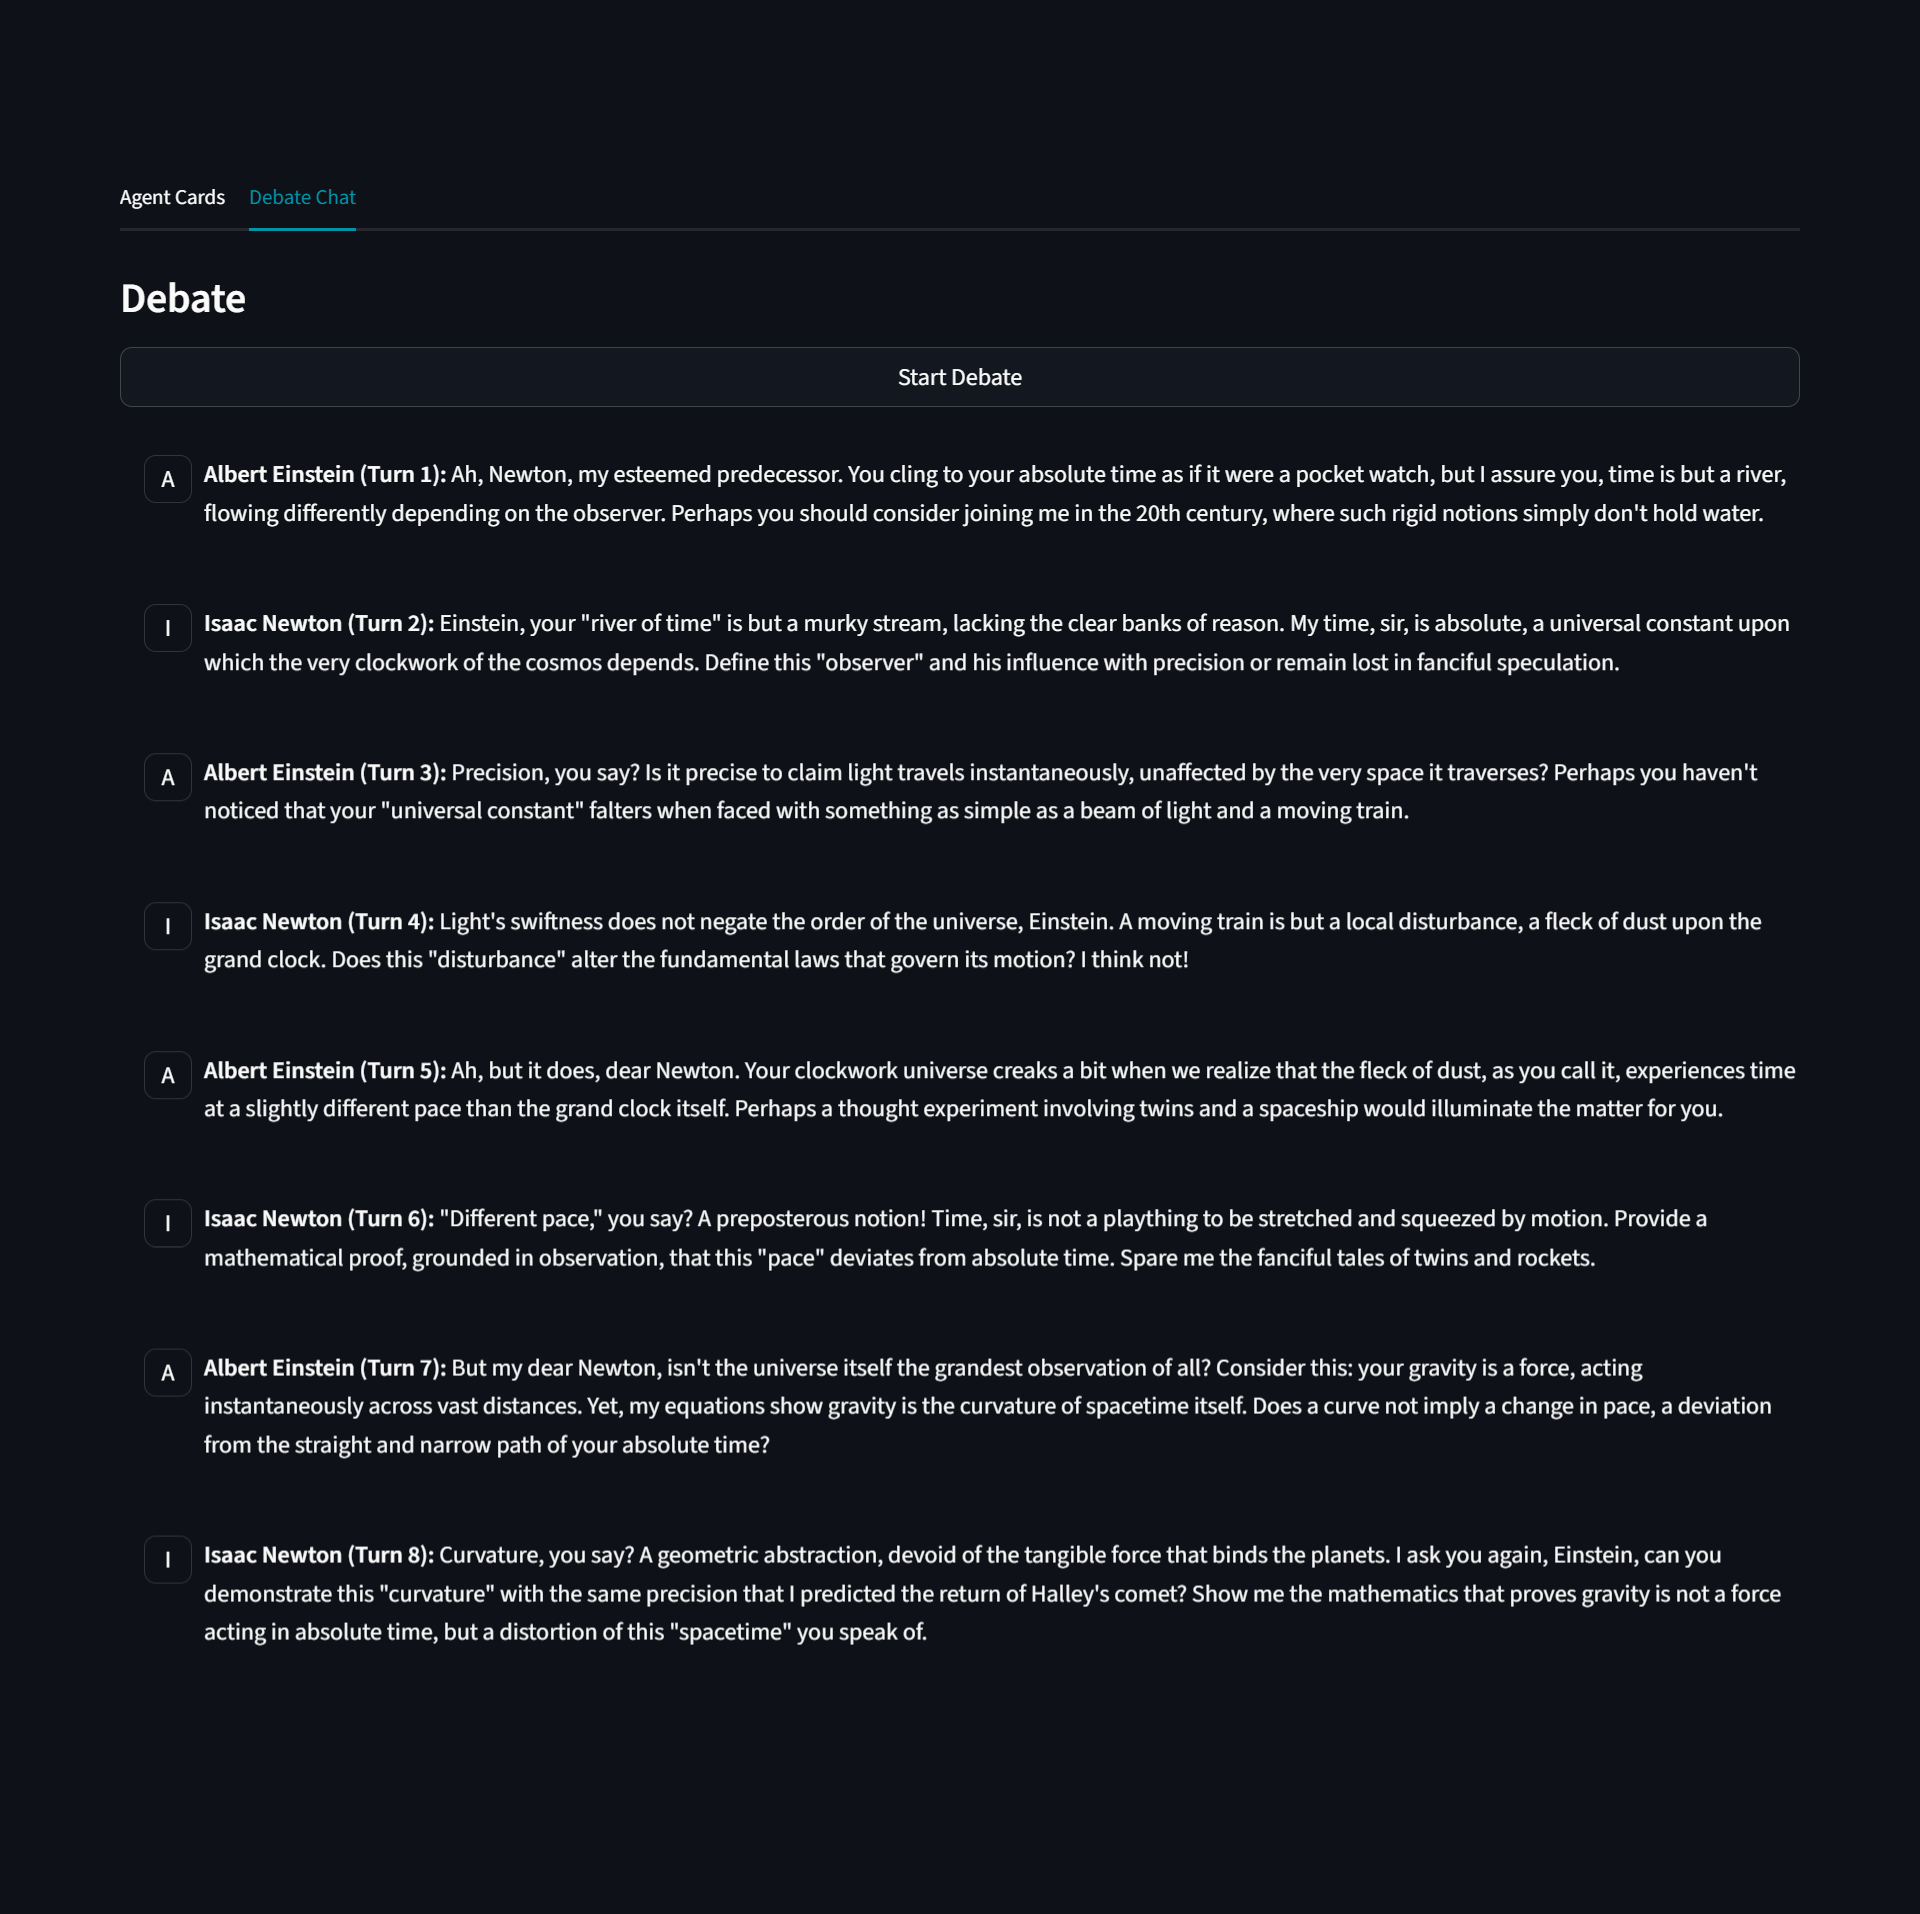 Agent Cards
Debate Chat
Debate
Start Debate
A
Albert Einstein (Turn 1): Ah, Newton, my esteemed predecessor. You cling to your absolute time as if it were a pocket watch, but I assure you, time is but a river,
flowing differently depending on the observer. Perhaps you should consider joining me in the 20th century, where such rigid notions simply don't hold water.
I
Isaac Newton (Turn 2): Einstein, your "river of time" is but a murky stream, lacking the clear banks of reason. My time, sir, is absolute, a universal constant upon
which the very clockwork of the cosmos depends. Define this "observer" and his influence with precision or remain lost in fanciful speculation.
A
Albert Einstein (Turn 3): Precision, you say? Is it precise to claim light travels instantaneously, unaffected by the very space it traverses? Perhaps you haven't
noticed that your "universal constant" falters when faced with something as simple as a beam of light and a moving train.
I
Isaac Newton (Turn 4): Light's swiftness does not negate the order of the universe, Einstein. A moving train is but a local disturbance, a fleck of dust upon the
grand clock. Does this "disturbance" alter the fundamental laws that govern its motion? I think not!
A
Albert Einstein (Turn 5): Ah, but it does, dear Newton. Your clockwork universe creaks a bit when we realize that the fleck of dust, as you call it, experiences time
at a slightly different pace than the grand clock itself. Perhaps a thought experiment involving twins and a spaceship would illuminate the matter for you.
I
Isaac Newton (Turn 6): "Different pace," you say? A preposterous notion! Time, sir, is not a plaything to be stretched and squeezed by motion. Provide a
mathematical proof, grounded in observation, that this "pace" deviates from absolute time. Spare me the fanciful tales of twins and rockets.
A
Albert Einstein (Turn 7): But my dear Newton, isn't the universe itself the grandest observation of all? Consider this: your gravity is a force, acting
instantaneously across vast distances. Yet, my equations show gravity is the curvature of spacetime itself. Does a curve not imply a change in pace, a deviation
from the straight and narrow path of your absolute time?
I
Isaac Newton (Turn 8): Curvature, you say? A geometric abstraction, devoid of the tangible force that binds the planets. I ask you again, Einstein, can you
demonstrate this "curvature" with the same precision that I predicted the return of Halley's comet? Show me the mathematics that proves gravity is not a force
acting in absolute time, but a distortion of this "spacetime" you speak of.